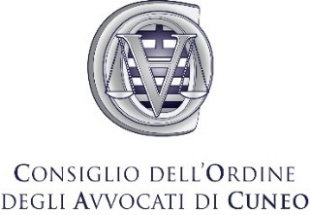 CONSIGLIO DELL'ORDINE
DEGLI AVVOCATI DI CUNEO